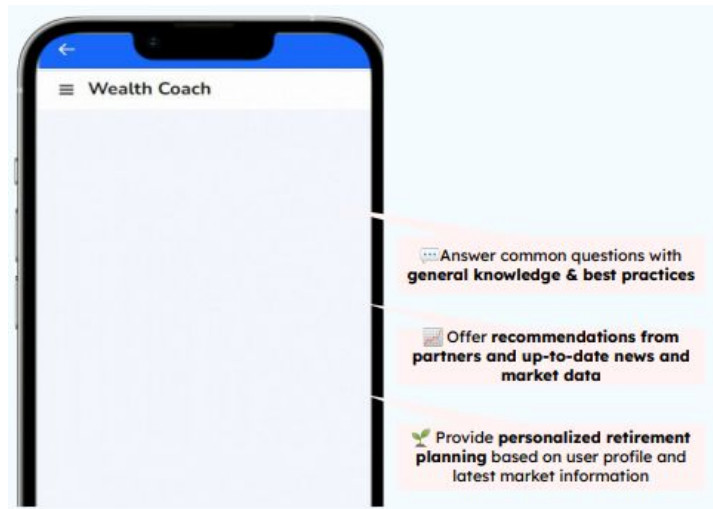 Wealth Coach
💬Answer common questions with
general knowledge & best practices
📈 Offer recommendations from
partners and up-to-date news and
market data
🌱 Provide personalized retirement
planning based on user profile and
latest market information